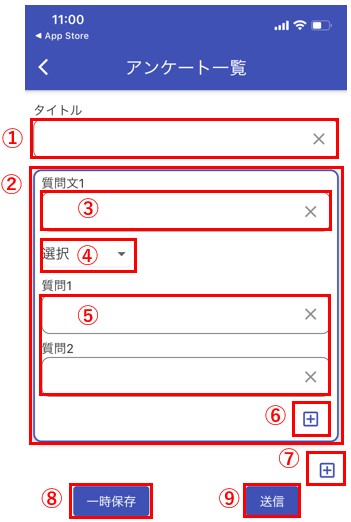 11:00
◀ App Store
アンケート一覧
タイトル
①
②
質問文1
③
選択 ④
質問1
⑤
質問2
⑥
⑦
⑧ 一時保存 ⑨ 送信